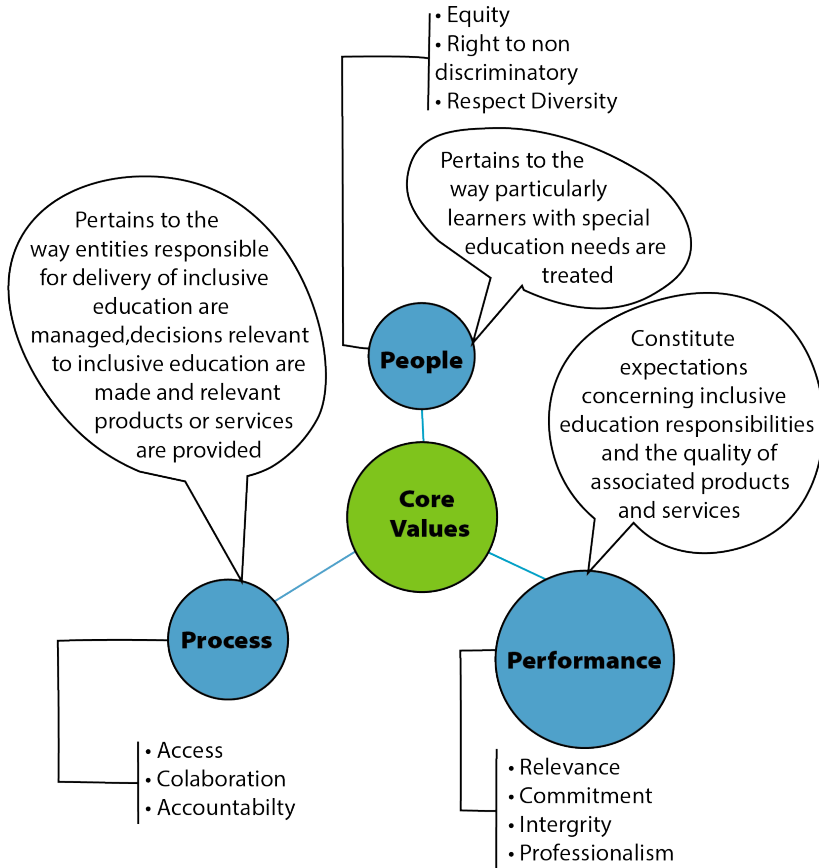 • Equity
• Right to non
discriminatory
• Respect Diversity
Pertains to the
way particularly
learners with special
education needs are
treated
Pertains to the
way entities responsible
for delivery of inclusive
education are
managed,decisions relevant
to inclusive education are
made and relevant
products or services
are provided
People
Constitute
expectations
concerning inclusive
education responsibilities
and the quality of
associated products
and services
Core
Values
Process
Performance
• Access
• Colaboration
• Accountabilty
• Relevance
• Commitment
• Intergrity
• Professionalism